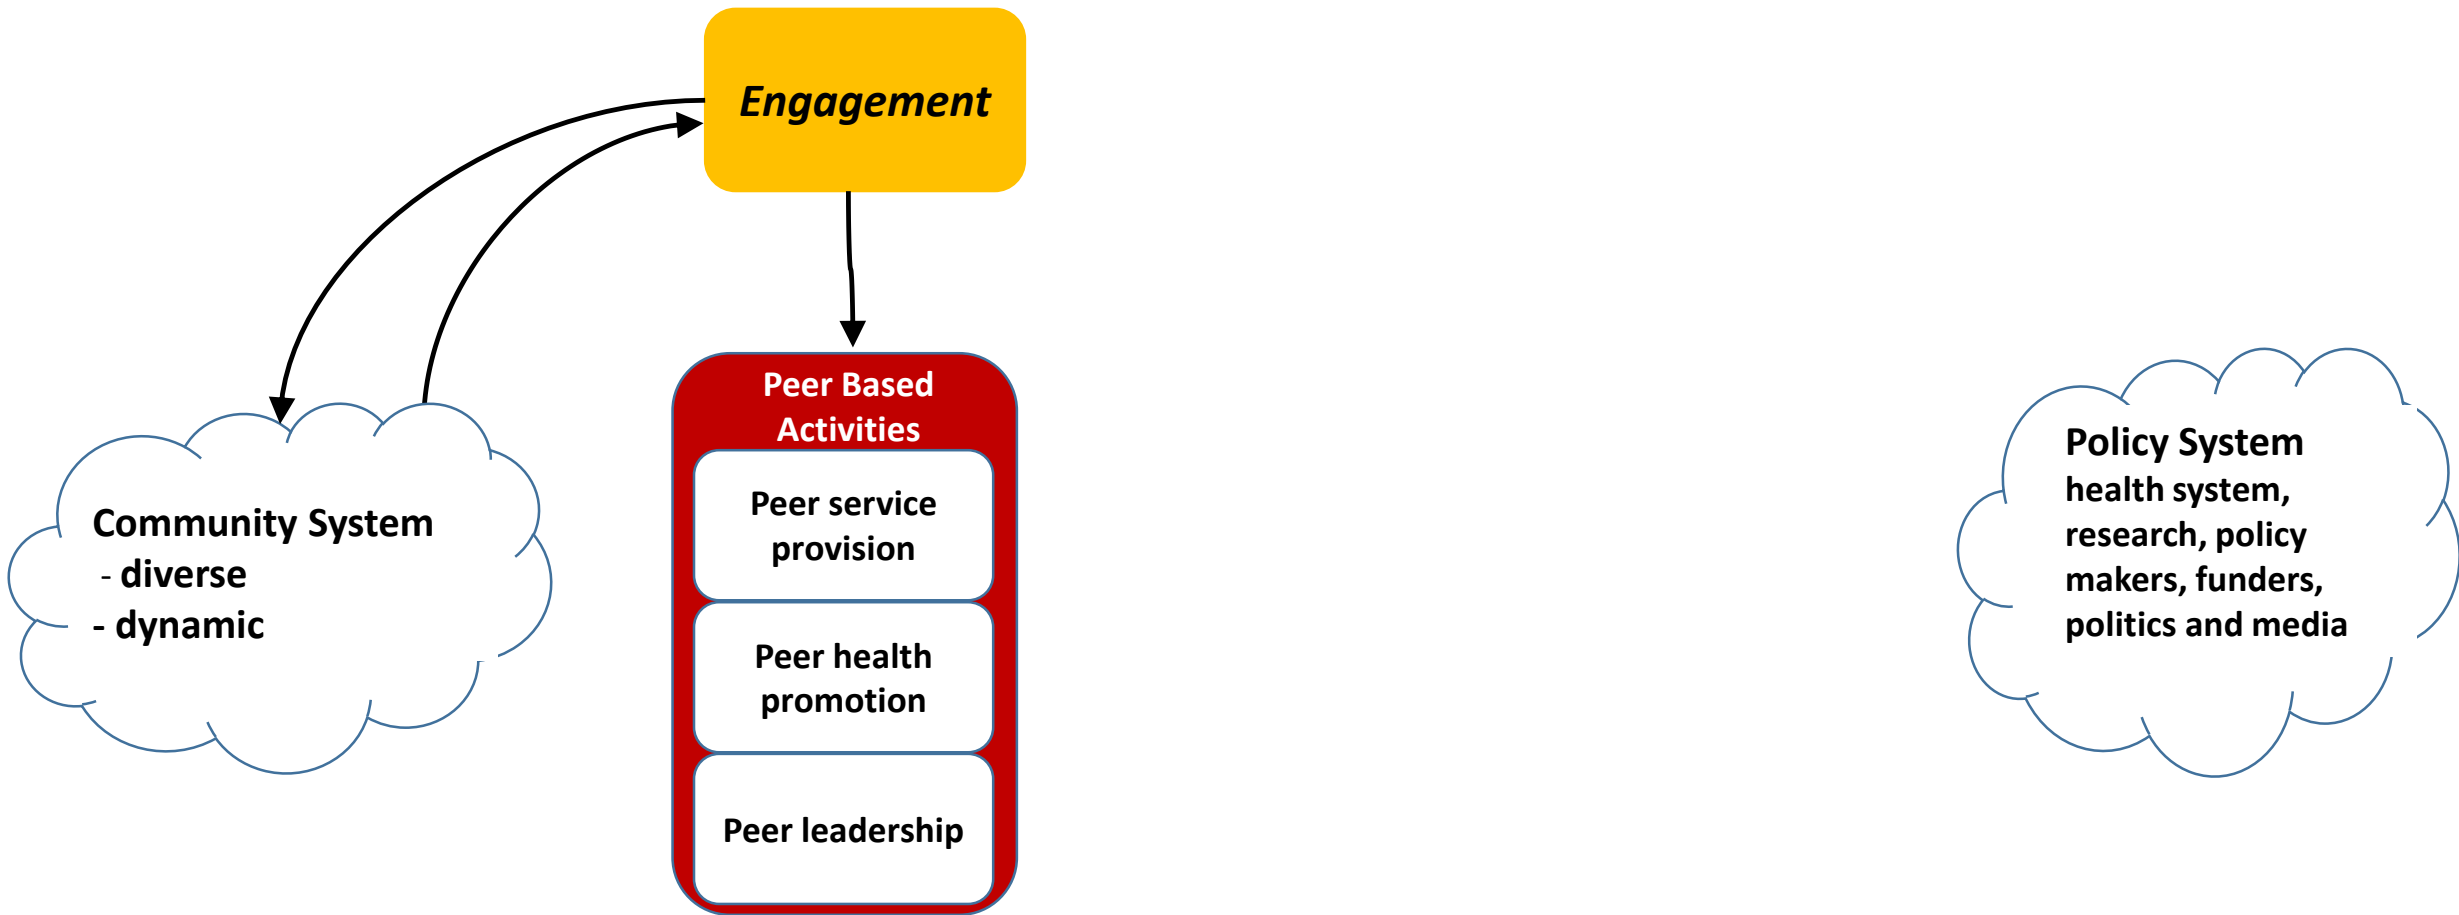 Engagement
Peer Based
Activities
Peer service
provision
Peer health
promotion
Peer leadership
Community System
- diverse
- dynamic
Policy System
health system,
research, policy
makers, funders,
politics and media